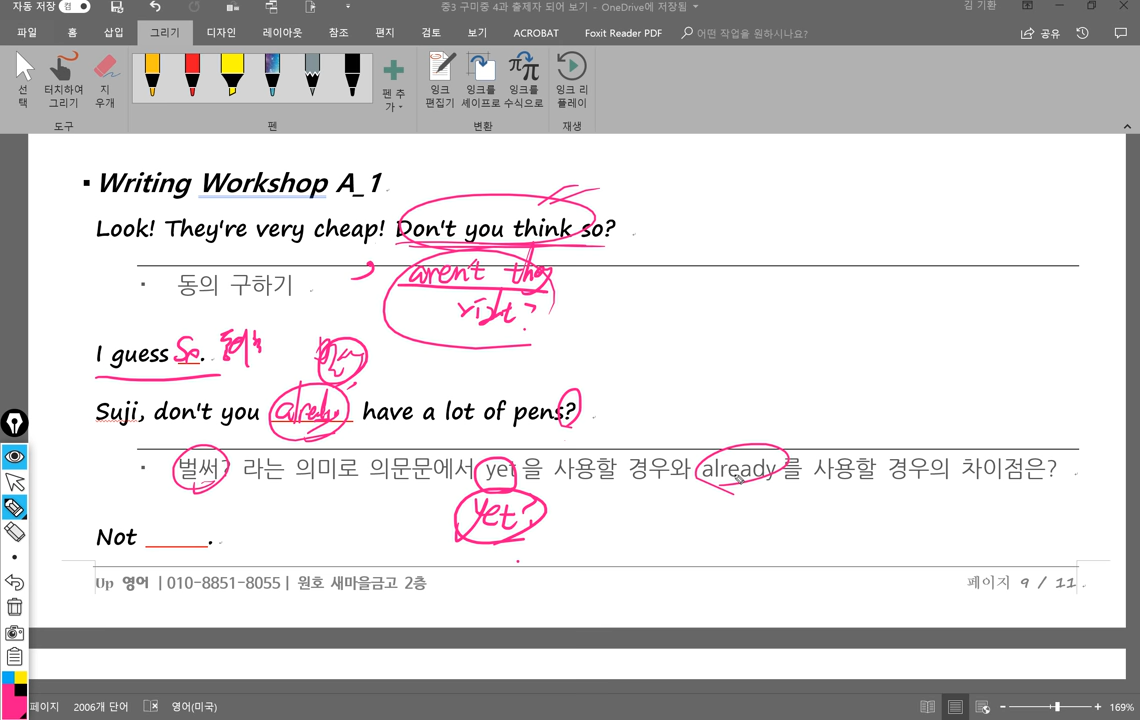 자동 저장 켬
중3 구미중 4과 출제자 되어 보기 - OneDrive에 저장됨
김 기환
파일 홈 삽입 그리기 디자인 레이아웃 참조 편지 검토 보기 ACROBAT Foxit Reader PDF 어떤 작업을 원하시나요? 공유
선택 터치하여 그리기 지우개 펜 추가 잉크 편집기 잉크를 셰이프로 잉크를 수식으로 잉크 리플레이
도구 펜 변환 재생
▪ Writing Workshop A_1
Look! They're very cheap! Don't you think so?
· 동의 구하기 , aren't they
right?
I guess So.
Suji, don't you already have a lot of pens?
· 벌써? 라는 의미로 의문문에서 yet을 사용할 경우와 already를 사용할 경우의 차이점은?
yet?
Not ______.
Up 영어 | 010-8851-8055 | 원호 새마을금고 2층 페이지 9 / 11
페이지 2006개 단어 영어(미국) 169%